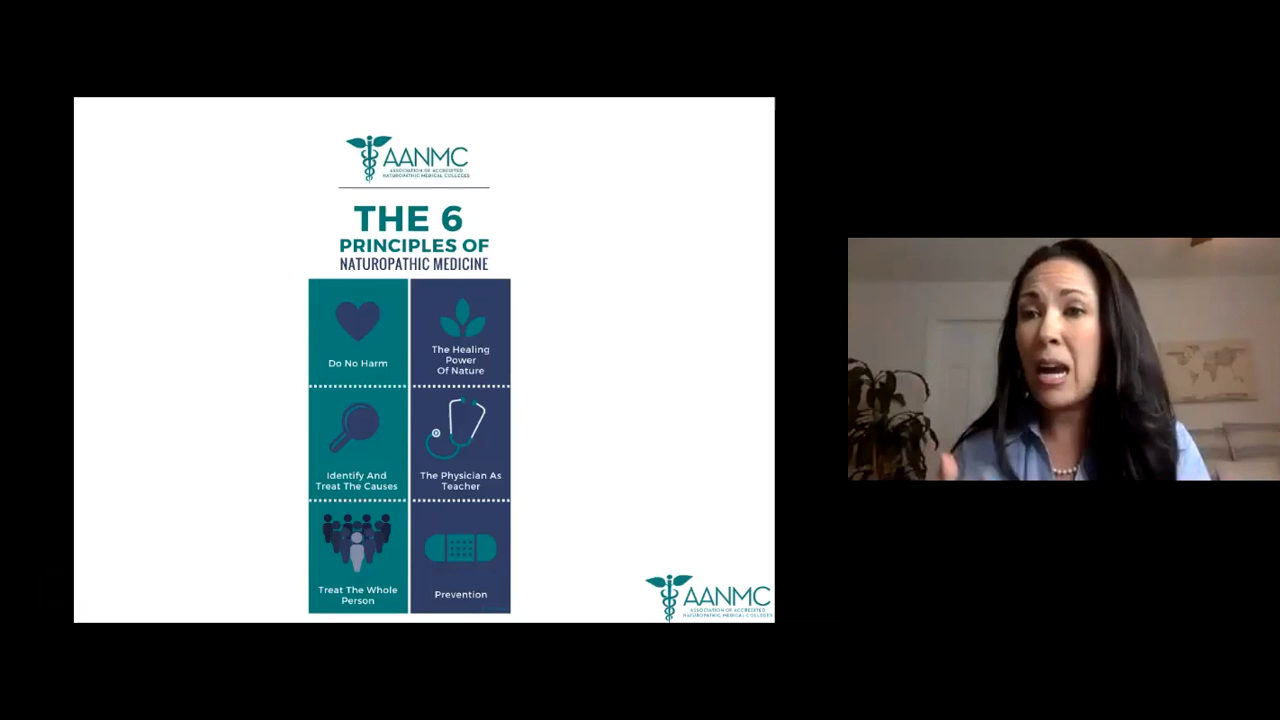 AANMC
ASSOCIATION OF ACCREDITED
NATUROPATHIC MEDICAL COLLEGES
THE 6
PRINCIPLES OF
NATUROPATHIC MEDICINE
Do No Harm
The Healing
Power
Of Nature
Identify And
Treat The Causes
The Physician As
Teacher
Treat The Whole
Person
Prevention
AANMC
ASSOCIATION OF ACCREDITED
NATUROPATHIC MEDICAL COLLEGES